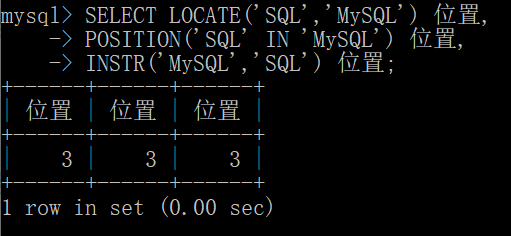 mysql> SELECT LOCATE('SQL','MySQL') 位置,
    -> POSITION('SQL' IN 'MySQL') 位置,
    -> INSTR('MySQL','SQL') 位置;
+------+------+------+
| 位置 | 位置 | 位置 |
+------+------+------+
|    3 |    3 |    3 |
+------+------+------+
1 row in set (0.00 sec)